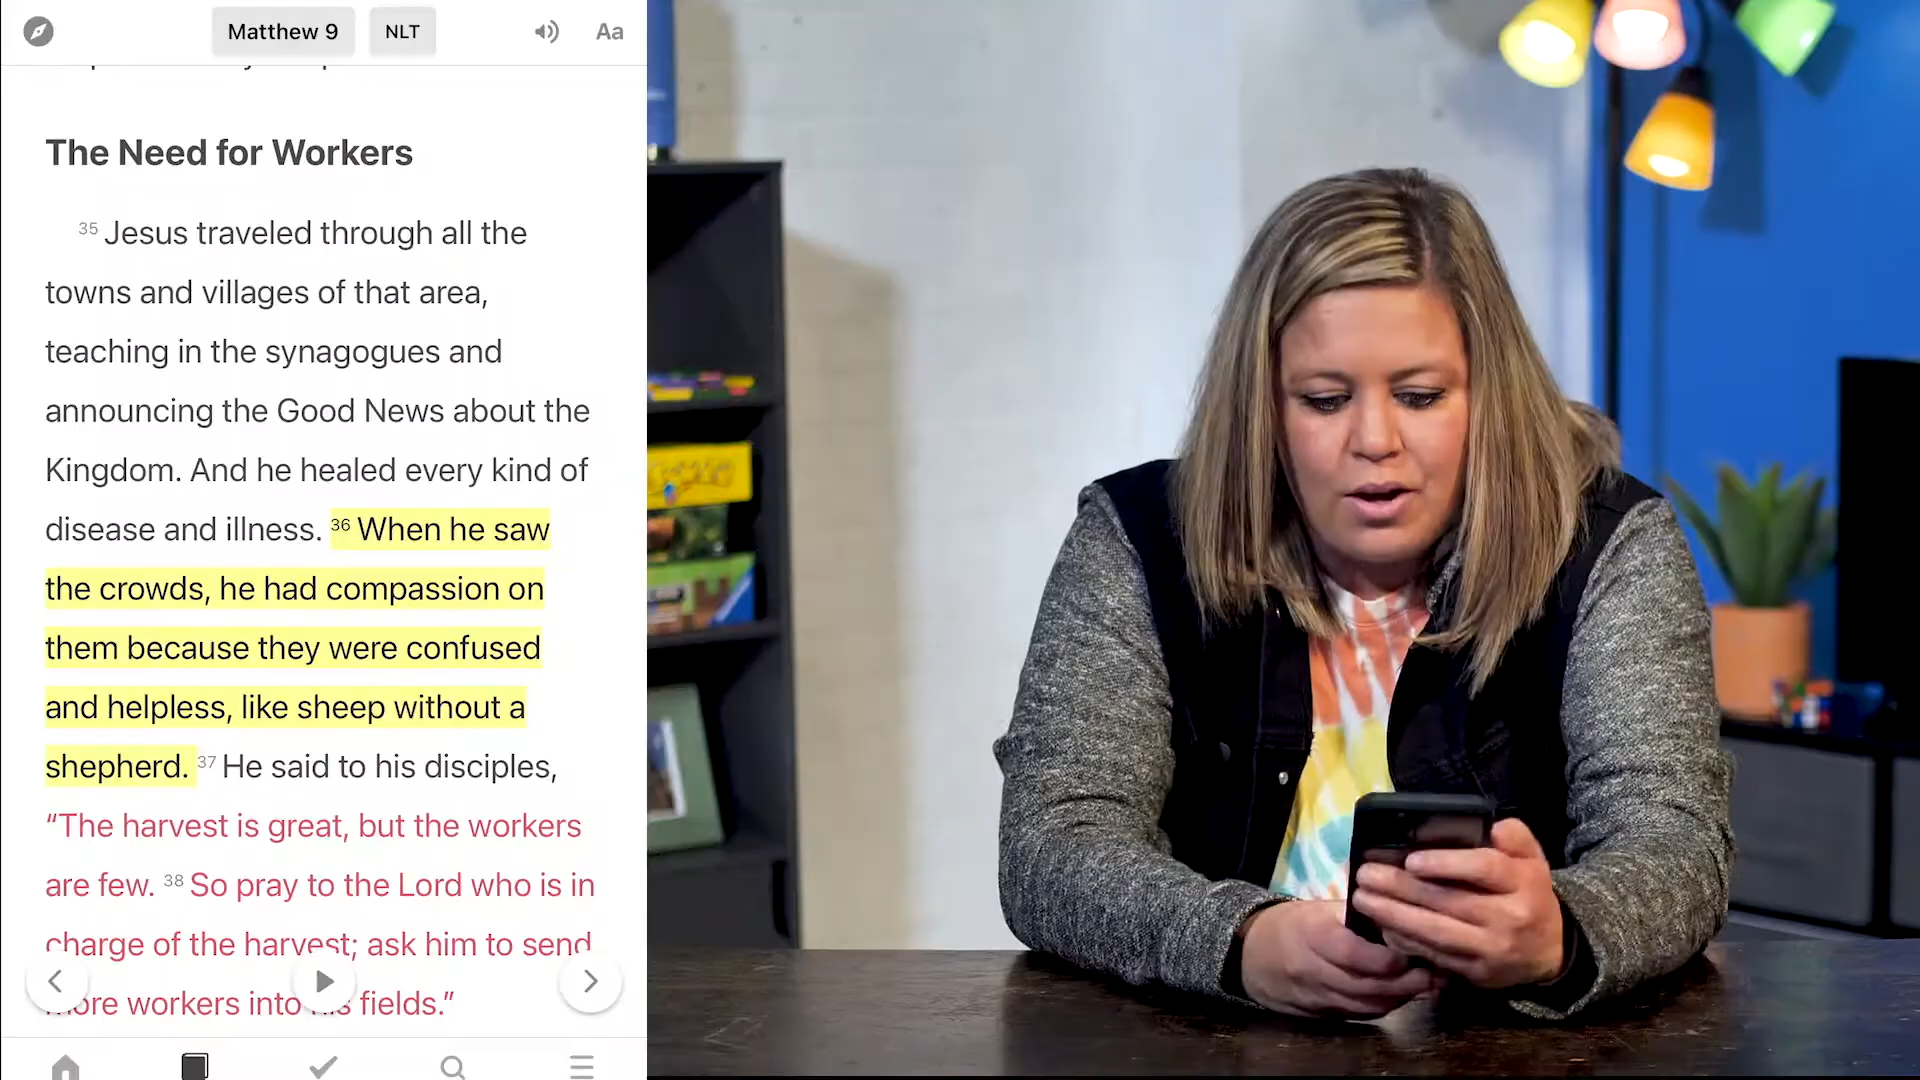 Matthew 9
NLT
Aa
The Need for Workers
35 Jesus traveled through all the
towns and villages of that area,
teaching in the synagogues and
announcing the Good News about the
Kingdom. And he healed every kind of
disease and illness. 36 When he saw
the crowds, he had compassion on
them because they were confused
and helpless, like sheep without a
shepherd. 37 He said to his disciples,
“The harvest is great, but the workers
are few. 38 So pray to the Lord who is in
charge of the harvest; ask him to send
more workers into his fields.”